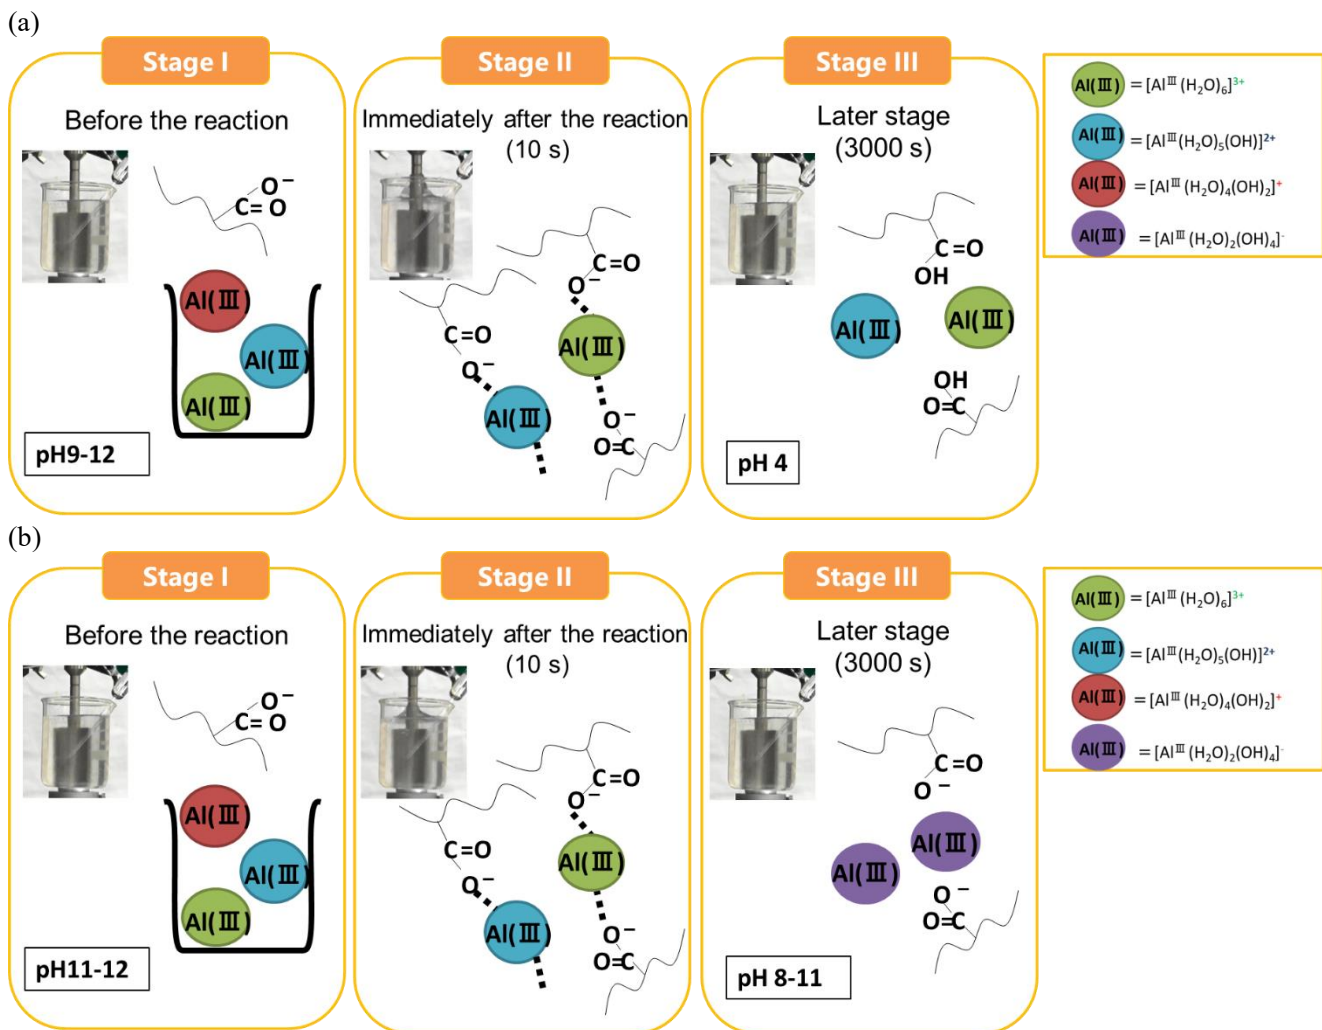 (a)
Stage I
Before the reaction
O⁻
C=O
Al(Ⅲ)
Al(Ⅲ)
Al(Ⅲ)
pH9-12
Stage II
Immediately after the reaction
(10 s)
C=O
O⁻
Al(Ⅲ)
C=O
O⁻
Al(Ⅲ)
O⁻
O=C
Stage III
Later stage
(3000 s)
C=O
OH
Al(Ⅲ)
Al(Ⅲ)
OH
O=C
pH 4
Al(Ⅲ) = [Al^Ⅲ(H₂O)₆]³⁺
Al(Ⅲ) = [Al^Ⅲ(H₂O)₅(OH)]²⁺
Al(Ⅲ) = [Al^Ⅲ(H₂O)₄(OH)₂]⁺
Al(Ⅲ) = [Al^Ⅲ(H₂O)₂(OH)₄]⁻
(b)
Stage I
Before the reaction
O⁻
C=O
Al(Ⅲ)
Al(Ⅲ)
Al(Ⅲ)
pH11-12
Stage II
Immediately after the reaction
(10 s)
C=O
O⁻
Al(Ⅲ)
C=O
O⁻
Al(Ⅲ)
O⁻
O=C
Stage III
Later stage
(3000 s)
C=O
O⁻
Al(Ⅲ)
Al(Ⅲ)
O⁻
O=C
pH 8-11
Al(Ⅲ) = [Al^Ⅲ(H₂O)₆]³⁺
Al(Ⅲ) = [Al^Ⅲ(H₂O)₅(OH)]²⁺
Al(Ⅲ) = [Al^Ⅲ(H₂O)₄(OH)₂]⁺
Al(Ⅲ) = [Al^Ⅲ(H₂O)₂(OH)₄]⁻